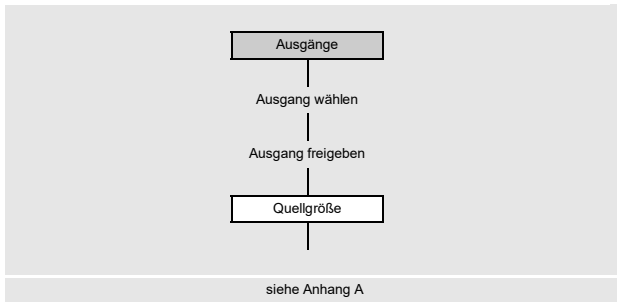 Ausgänge
Ausgang wählen
Ausgang freigeben
Quellgröße
siehe Anhang A